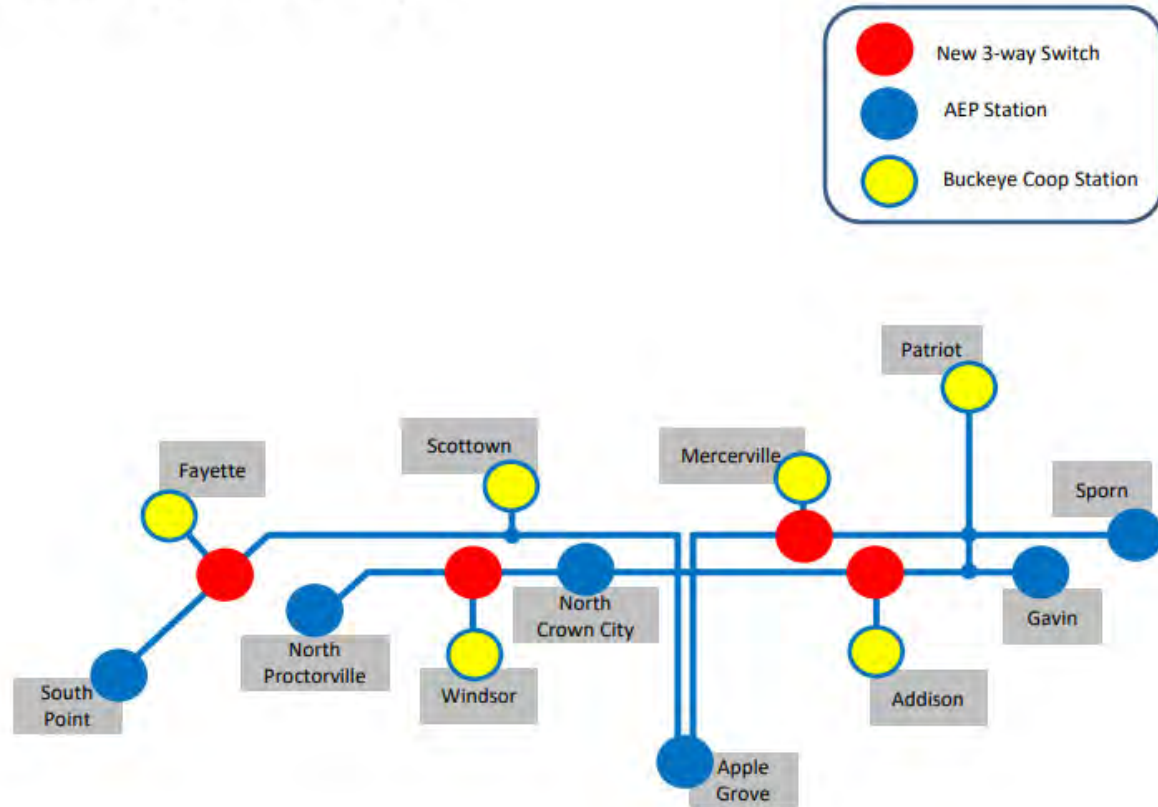 New 3-way Switch
AEP Station
Buckeye Coop Station
Patriot
Scottown
Mercerville
Fayette
Sporn
North
Crown City
Gavin
North
Proctorville
Windsor
Addison
South
Point
Apple
Grove